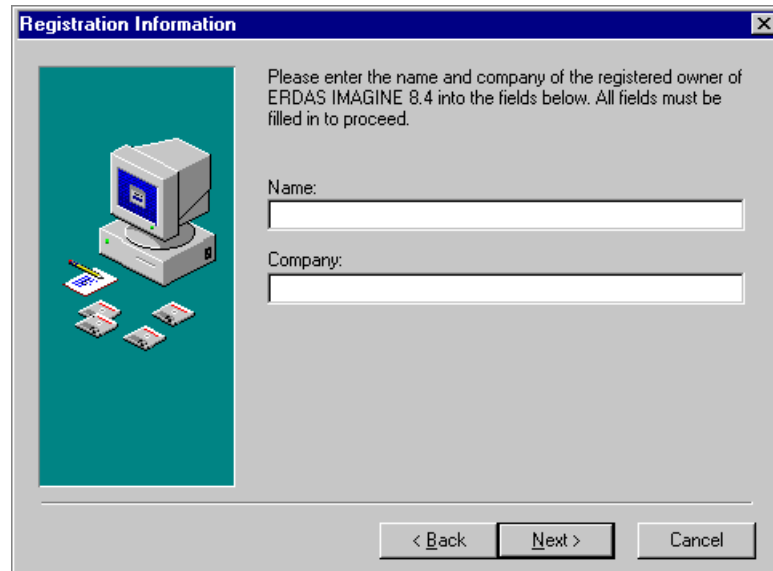 Registration Information
Please enter the name and company of the registered owner of
ERDAS IMAGINE 8.4 into the fields below. All fields must be
filled in to proceed.
Name:
Company:
< Back
Next >
Cancel